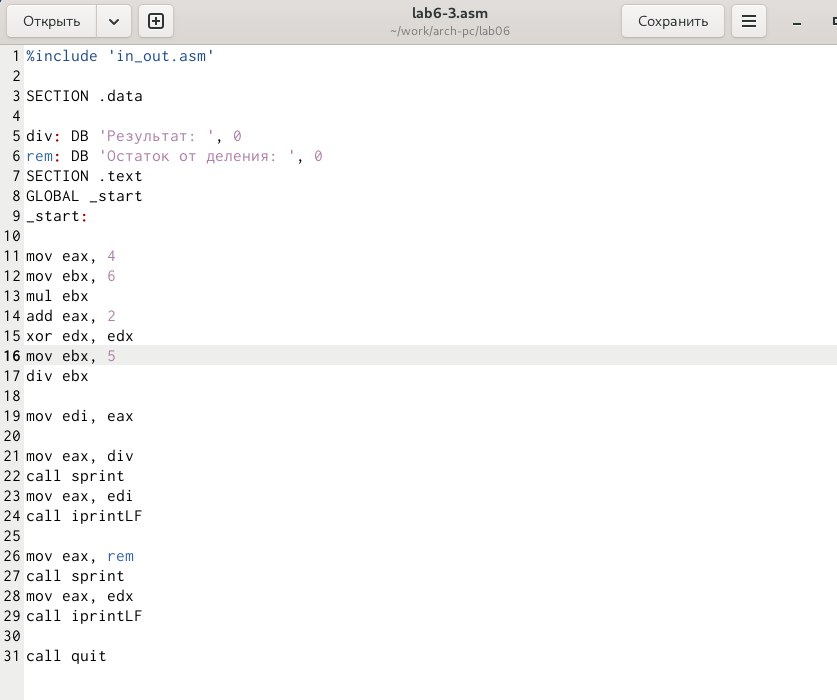 Открыть
lab6-3.asm
~/work/arch-pc/lab06
Сохранить
1 %include 'in_out.asm'
2
3 SECTION .data
4
5 div: DB 'Результат: ', 0
6 rem: DB 'Остаток от деления: ', 0
7 SECTION .text
8 GLOBAL _start
9 _start:
10
11 mov eax, 4
12 mov ebx, 6
13 mul ebx
14 add eax, 2
15 xor edx, edx
16 mov ebx, 5
17 div ebx
18
19 mov edi, eax
20
21 mov eax, div
22 call sprint
23 mov eax, edi
24 call iprintLF
25
26 mov eax, rem
27 call sprint
28 mov eax, edx
29 call iprintLF
30
31 call quit